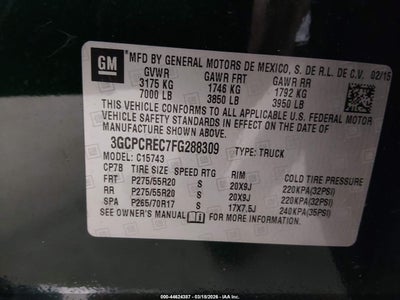 GM
MFD BY GENERAL MOTORS DE MEXICO, S. DE R.L. DE C.V. 02/15
GVWR GAWR FRT GAWR RR
3175 KG 1746 KG 1792 KG
7000 LB 3850 LB 3950 LB
THIS VEHICLE CONFORMS TO ALL APPLICABLE U.S. FEDERAL MOTOR
VEHICLE SAFETY STANDARDS IN EFFECT ON THE DATE OF
MANUFACTURE SHOWN ABOVE.
3GCPCREC7FG288309 TYPE: TRUCK
MODEL: C15743
CP7B TIRE SIZE SPEED RTG RIM COLD TIRE PRESSURE
FRT P275/55R20 S 20X9J 220KPA(32PSI)
RR P275/55R20 S 20X9J 220KPA(32PSI)
SPA P265/70R17 S 17X7.5J 240KPA(35PSI)
SEE OWNER'S MANUAL FOR MORE INFORMATION
000-44624387 - 03/18/2026 - iaai.com